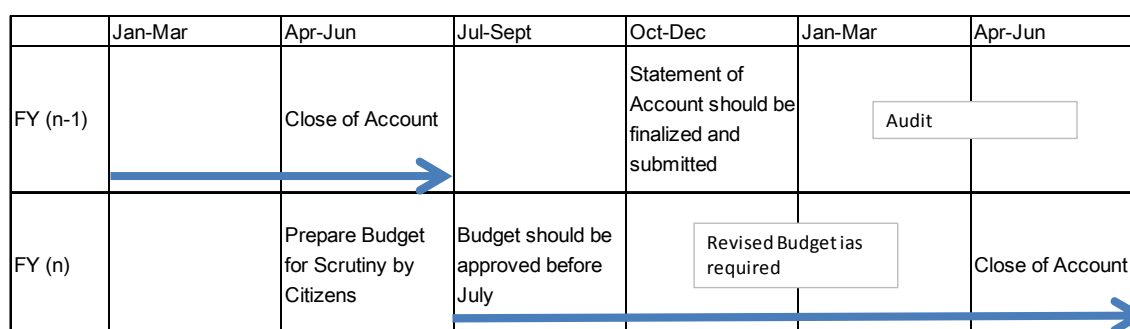 Jan-Mar Apr-Jun Jul-Sept Oct-Dec Jan-Mar Apr-Jun
FY (n-1)
Close of Account
Statement of
Account should be
finalized and
submitted
Audit
FY (n)
Prepare Budget
for Scrutiny by
Citizens
Budget should be
approved before
July
Revised Budget ias
required
Close of Account